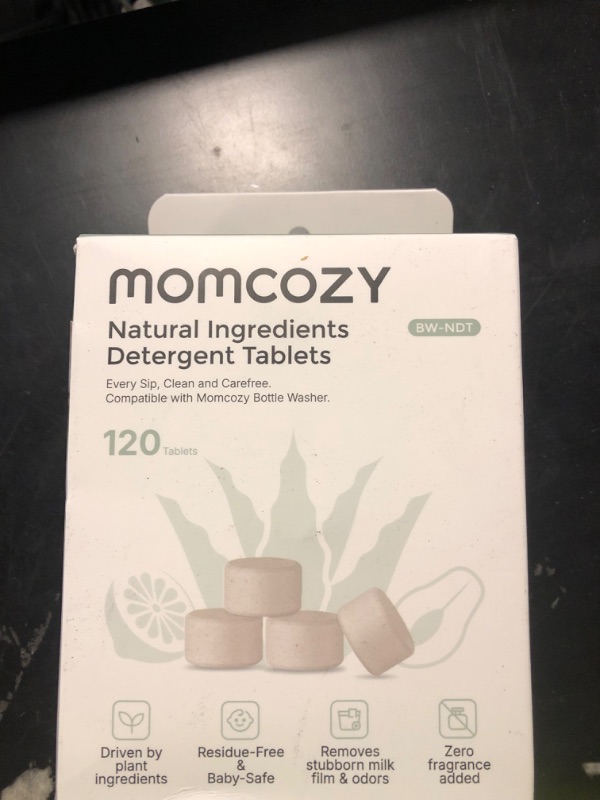 momcozy
Natural Ingredients
BW-NDT
Detergent Tablets
Every Sip, Clean and Carefree.
Compatible with Momcozy Bottle Washer.
120 Tablets
Driven by
plant
ingredients
Residue-Free
&
Baby-Safe
Removes
stubborn milk
film & odors
Zero
fragrance
added